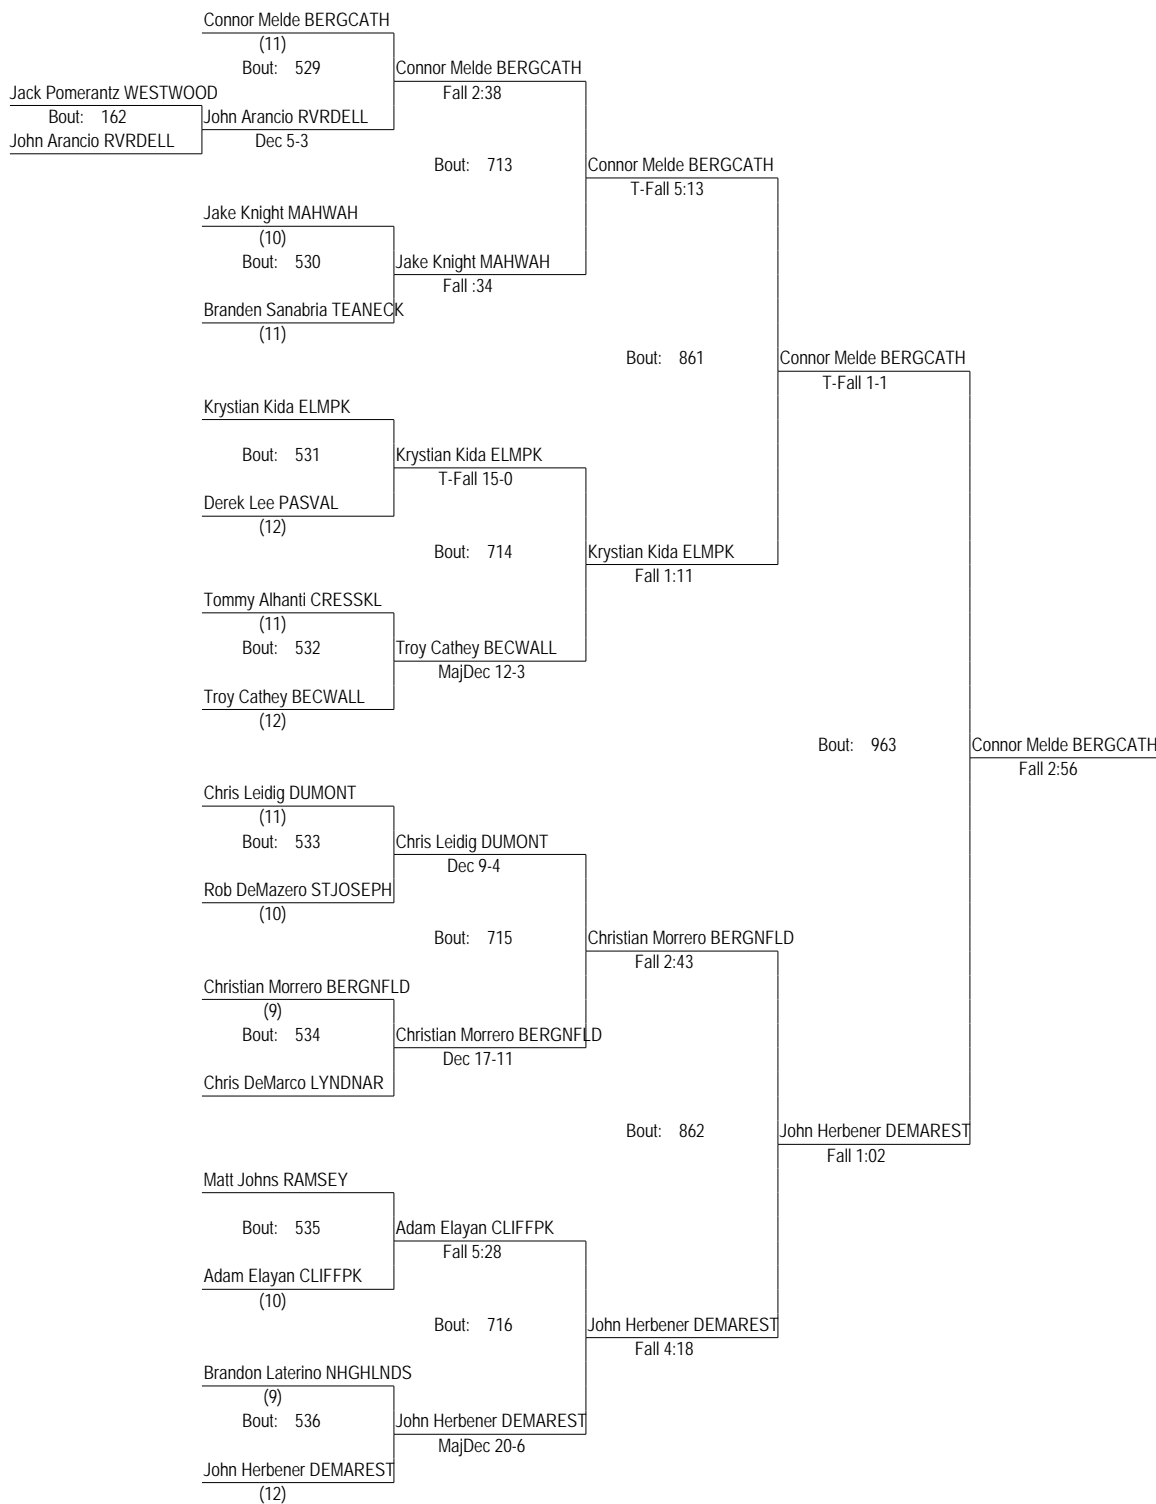 Connor Melde BERGCATH
(11)
Bout: 529
Connor Melde BERGCATH
Fall 2:38
Jack Pomerantz WESTWOOD
Bout: 162
John Arancio RVRDELL
John Arancio RVRDELL
Dec 5-3
Bout: 713
Connor Melde BERGCATH
T-Fall 5:13
Jake Knight MAHWAH
(10)
Bout: 530
Jake Knight MAHWAH
Fall :34
Branden Sanabria TEANECK
(11)
Bout: 861
Connor Melde BERGCATH
T-Fall 1-1
Krystian Kida ELMPK
Bout: 531
Krystian Kida ELMPK
T-Fall 15-0
Derek Lee PASVAL
(12)
Bout: 714
Krystian Kida ELMPK
Fall 1:11
Tommy Alhanti CRESSKL
(11)
Bout: 532
Troy Cathey BECWALL
MajDec 12-3
Troy Cathey BECWALL
(12)
Bout: 963
Connor Melde BERGCATH
Fall 2:56
Chris Leidig DUMONT
(11)
Bout: 533
Chris Leidig DUMONT
Dec 9-4
Rob DeMazero STJOSEPH
(10)
Bout: 715
Christian Morrero BERGNFLD
Fall 2:43
Christian Morrero BERGNFLD
(9)
Bout: 534
Christian Morrero BERGNFLD
Dec 17-11
Chris DeMarco LYNDNAR
Bout: 862
John Herbener DEMAREST
Fall 1:02
Matt Johns RAMSEY
Bout: 535
Adam Elayan CLIFFPK
Fall 5:28
Adam Elayan CLIFFPK
(10)
Bout: 716
John Herbener DEMAREST
Fall 4:18
Brandon Laterino NHGHLNDS
(9)
Bout: 536
John Herbener DEMAREST
MajDec 20-6
John Herbener DEMAREST
(12)